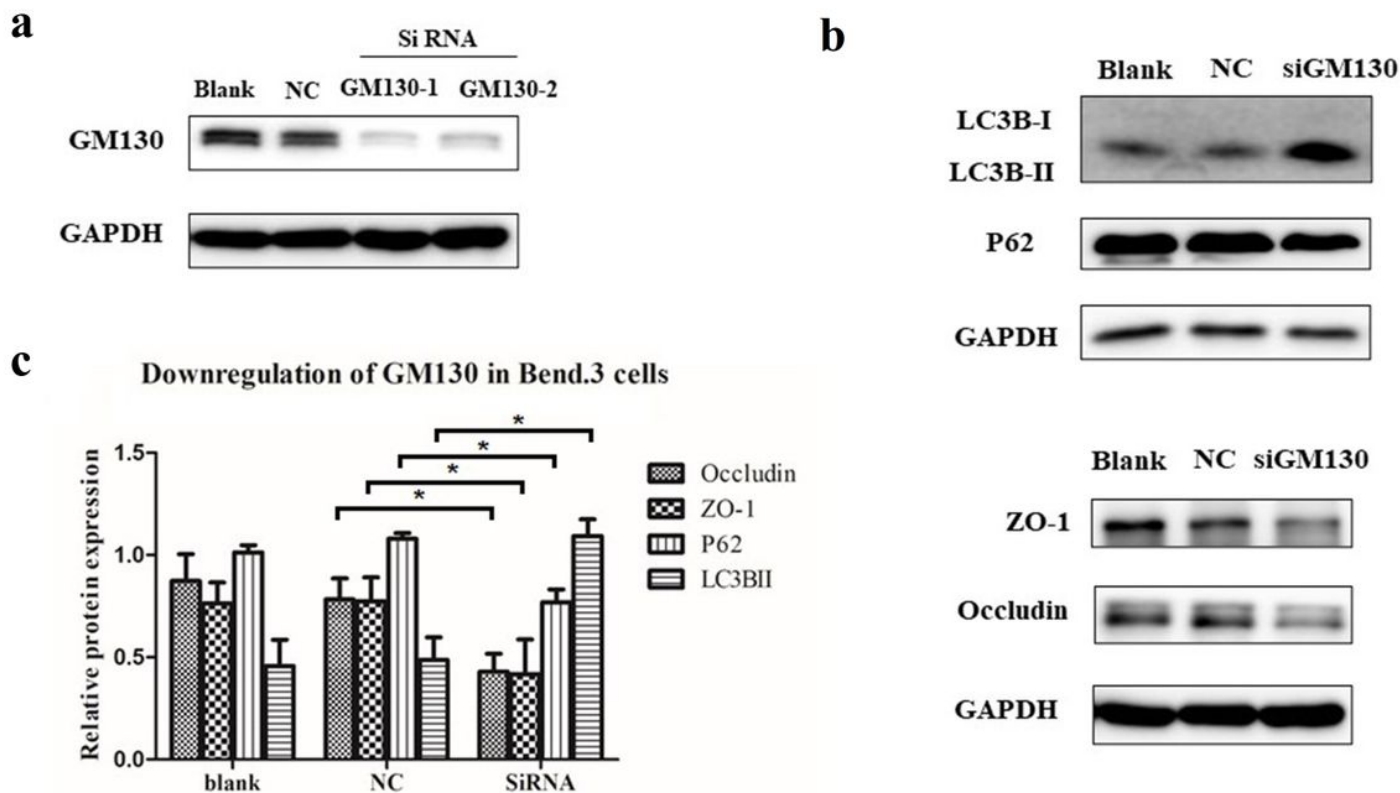 a
Si RNA
Blank NC GM130-1 GM130-2
GM130
GAPDH
b
Blank NC siGM130
LC3B-I
LC3B-II
P62
GAPDH
Blank NC siGM130
ZO-1
Occludin
GAPDH
c
Downregulation of GM130 in Bend.3 cells
Relative protein expression
1.5
1.0
0.5
0.0
* * * *
blank NC SiRNA
Occludin
ZO-1
P62
LC3BII